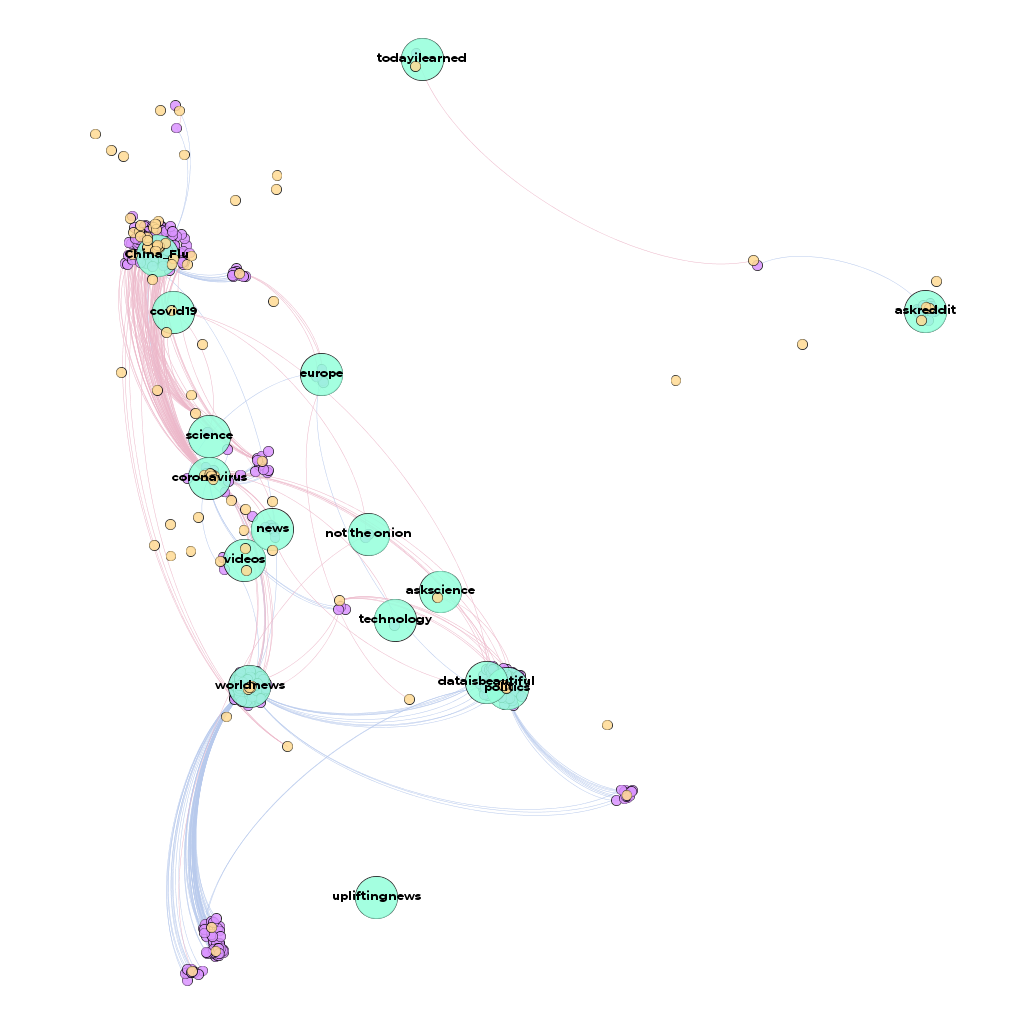 todayilearned
China_Flu
covid19
askreddit
europe
science
coronavirus
news
not the onion
videos
askscience
technology
worldnews
dataisbeautiful
politics
upliftingnews